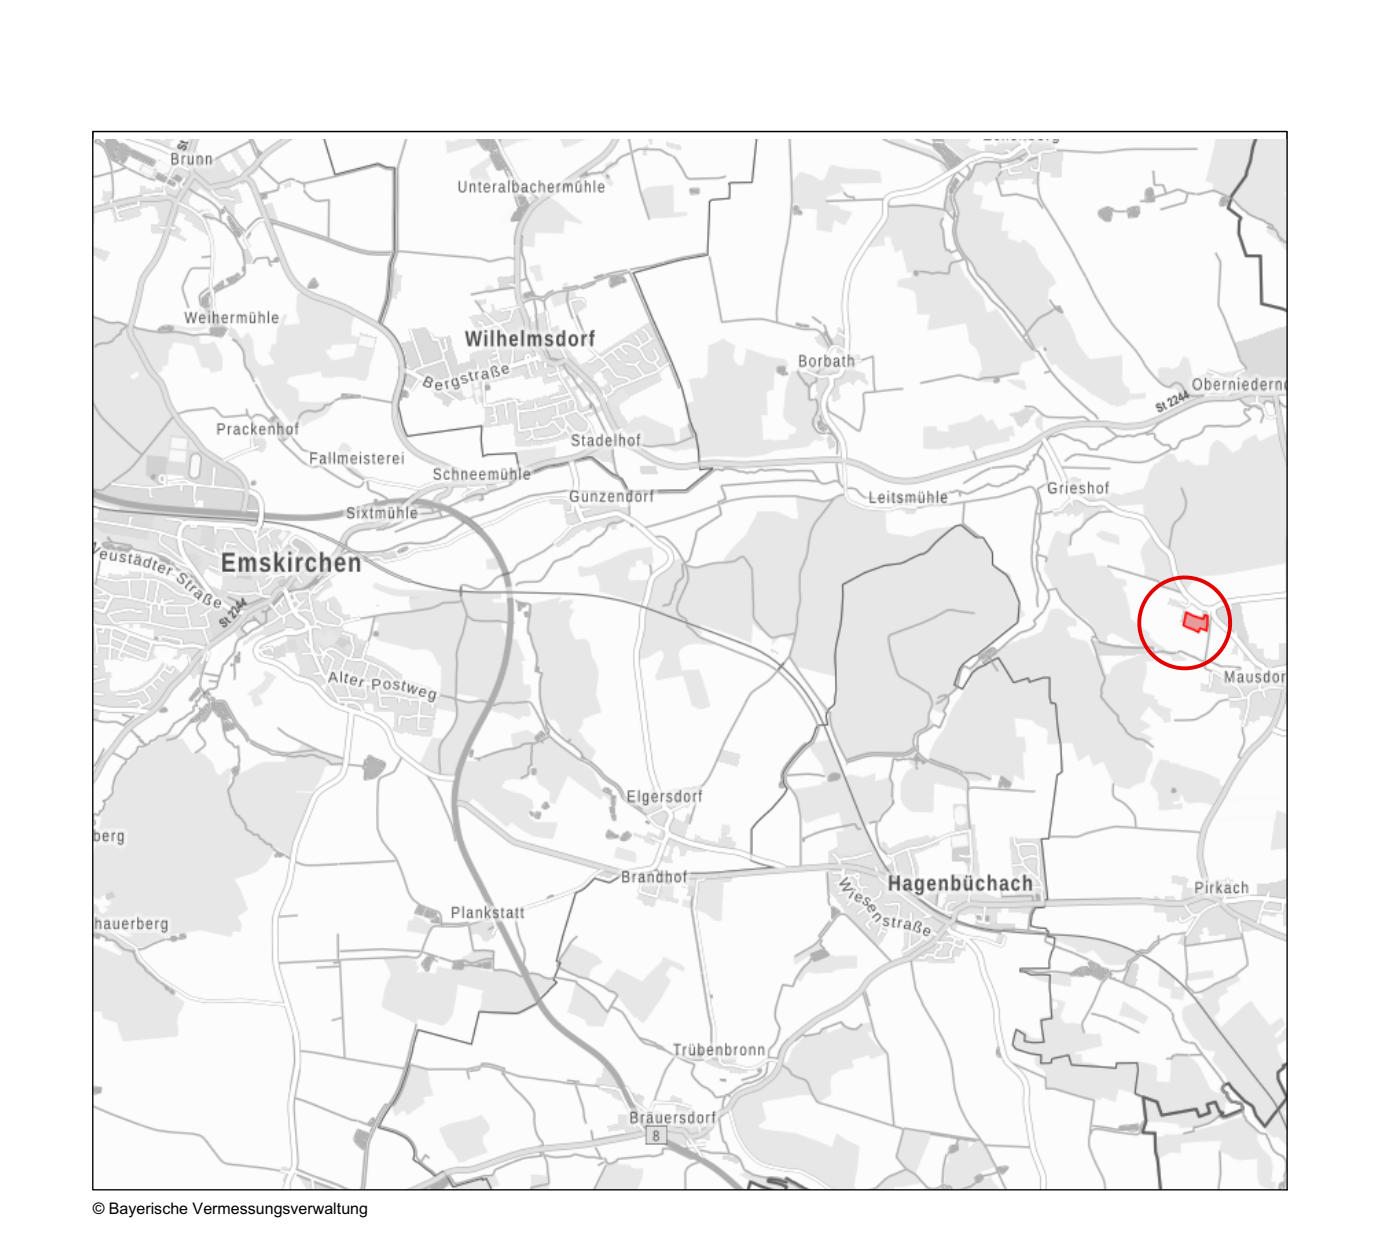 Brunn
Unteralbachermühle
Weihermühle
Wilhelmsdorf
Bergstraße
Borbath
Oberniedernd
St 2244
Prackenhof
Stadelhof
Fallmeisterei
Schneemühle
Gunzendorf
Leitsmühle
Grieshof
Sixtmühle
Emskirchen
Neustädter Straße
St 2244
Alter Postweg
Mausdor
Elgersdorf
berg
Brandhof
Hagenbüchach
Wiesenstraße
Pirkach
Plankstatt
hauerberg
Trübenbronn
Bräuersdorf
8
© Bayerische Vermessungsverwaltung